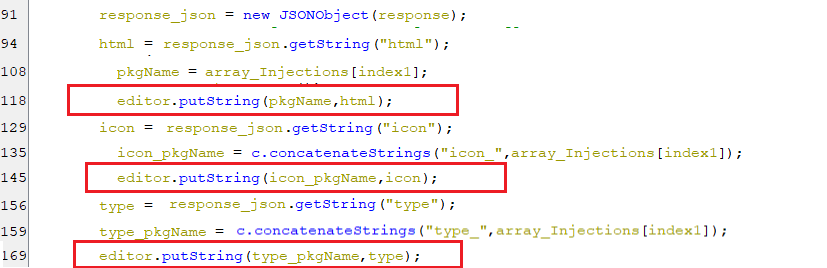 91 response_json = new JSONObject(response);
94 html = response_json.getString("html");
108 pkgName = array_Injections[index1];
118 editor.putString(pkgName,html);
129 icon = response_json.getString("icon");
135 icon_pkgName = c.concatenateStrings("icon_",array_Injections[index1]);
145 editor.putString(icon_pkgName,icon);
156 type = response_json.getString("type");
159 type_pkgName = c.concatenateStrings("type_",array_Injections[index1]);
169 editor.putString(type_pkgName,type);